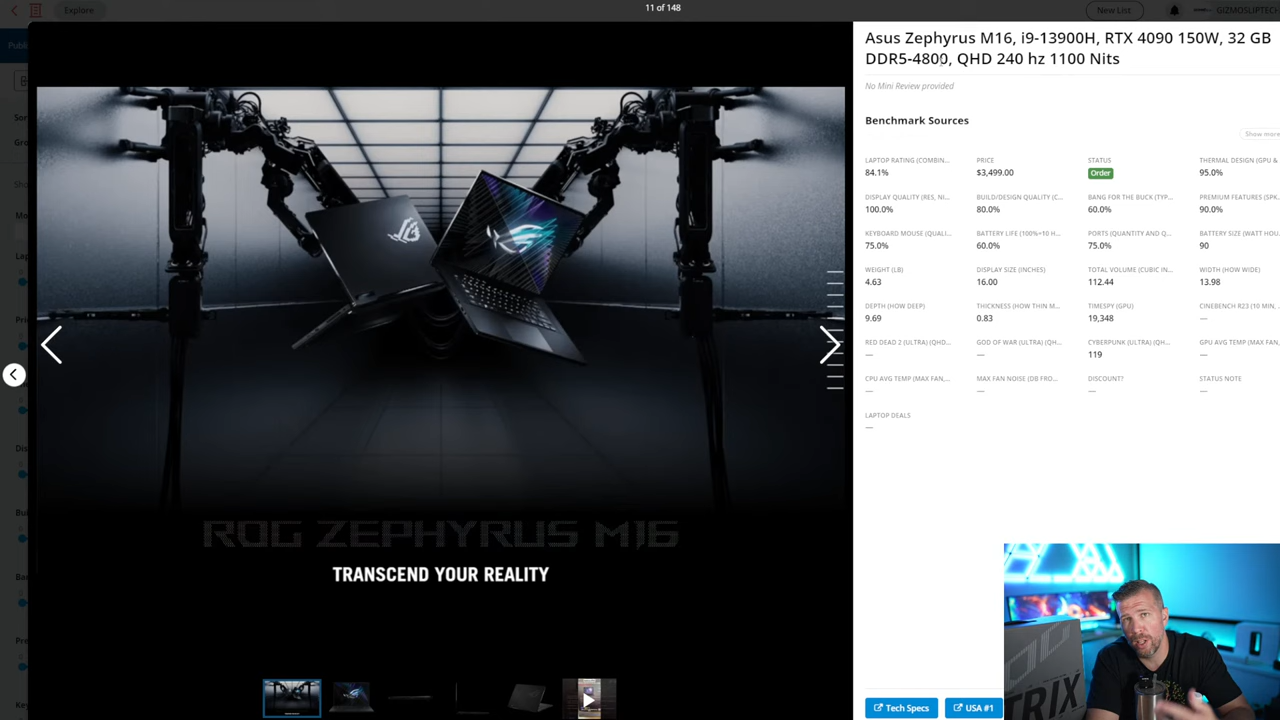 11 of 148
Explore
New List
GIZMOSLIPTEC
Publi
Asus Zephyrus M16, i9-13900H, RTX 4090 150W, 32 GB
DDR5-4800, QHD 240 hz 1100 Nits
No Mini Review provided
Benchmark Sources
Show more
LAPTOP RATING (COMBIN...
PRICE
STATUS
THERMAL DESIGN (GPU &
84.1%
$3,499.00
Order
95.0%
DISPLAY QUALITY (RES, NI...
BUILD/DESIGN QUALITY (C...
BANG FOR THE BUCK (TYP...
PREMIUM FEATURES (SPK...
100.0%
80.0%
60.0%
90.0%
KEYBOARD MOUSE (QUALI...
BATTERY LIFE (100%=10 H...
PORTS (QUANTITY AND Q...
BATTERY SIZE (WATT HOU...
75.0%
60.0%
75.0%
90
WEIGHT (LB)
DISPLAY SIZE (INCHES)
TOTAL VOLUME (CUBIC IN...
WIDTH (HOW WIDE)
4.63
16.00
112.44
13.98
DEPTH (HOW DEEP)
THICKNESS (HOW THIN M...
TIMESPY (GPU)
CINEBENCH R23 (10 MIN, ...
9.69
0.83
19,348
—
RED DEAD 2 (ULTRA) (QHD...
GOD OF WAR (ULTRA) (QH...
CYBERPUNK (ULTRA) (QH...
GPU AVG TEMP (MAX FAN,...
—
—
119
—
CPU AVG TEMP (MAX FAN,...
MAX FAN NOISE (DB FRO...
DISCOUNT?
STATUS NOTE
—
—
—
—
LAPTOP DEALS
—
ROG ZEPHYRUS M16
TRANSCEND YOUR REALITY
Tech Specs
USA #1
TRIX